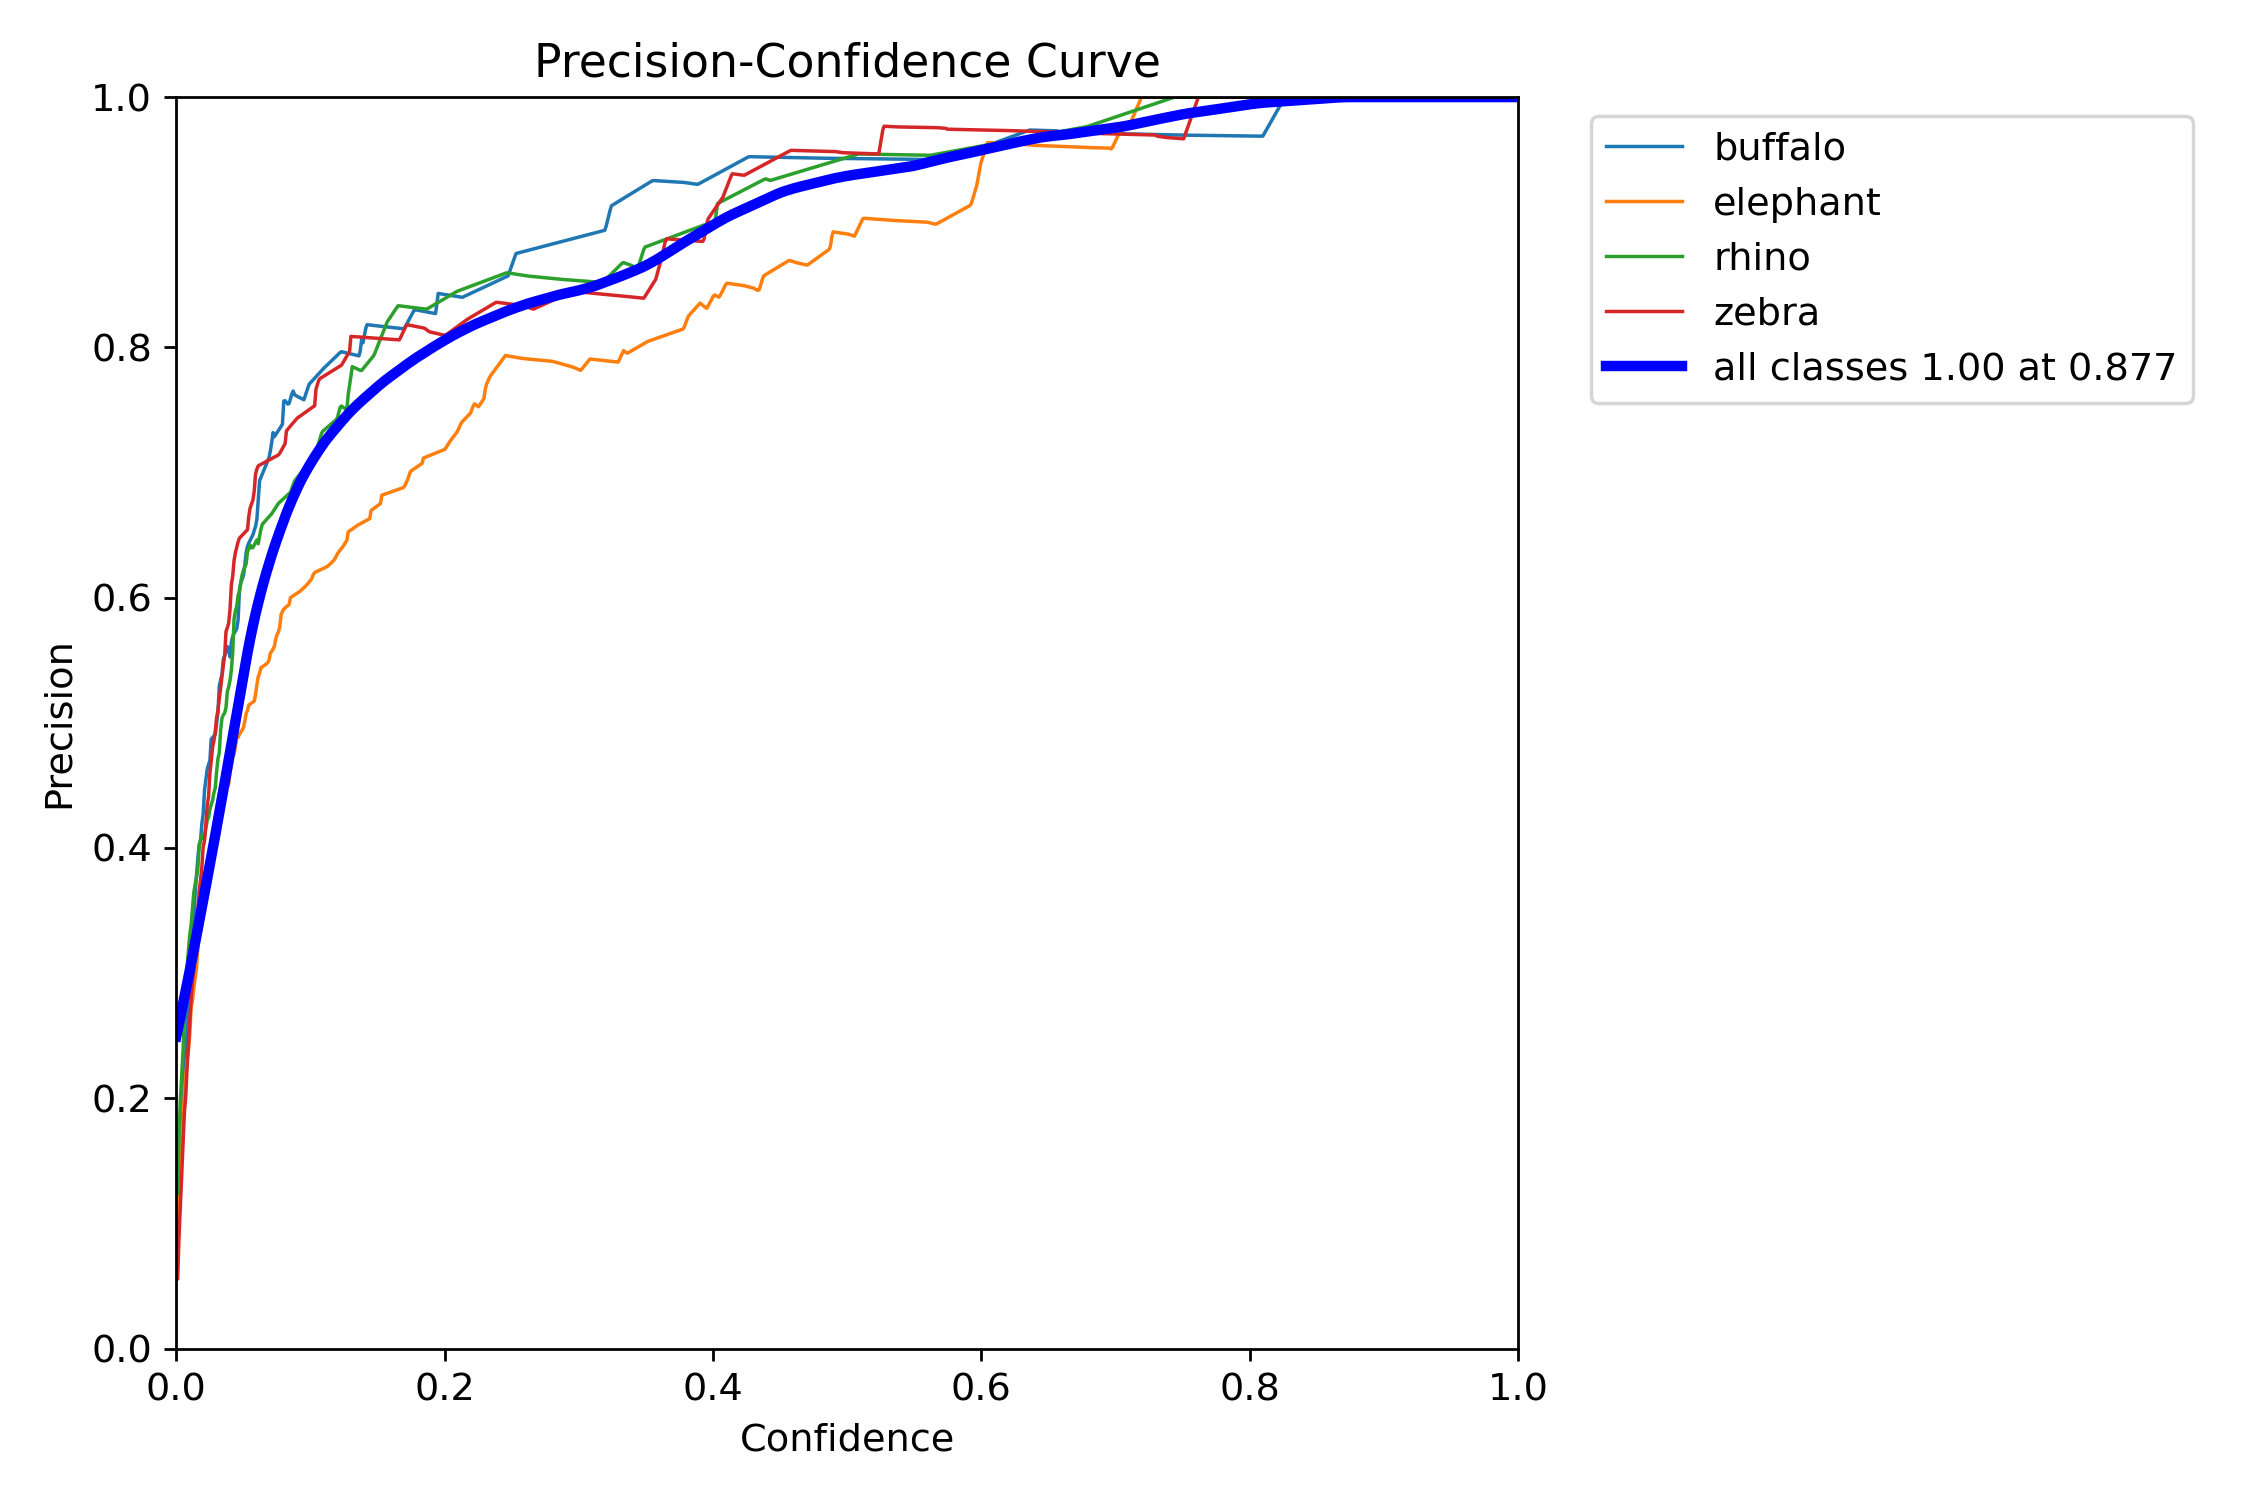 Precision-Confidence Curve
1.0
0.8
0.6
0.4
0.2
0.0
Precision
0.0 0.2 0.4 0.6 0.8 1.0
Confidence
buffalo
elephant
rhino
zebra
all classes 1.00 at 0.877